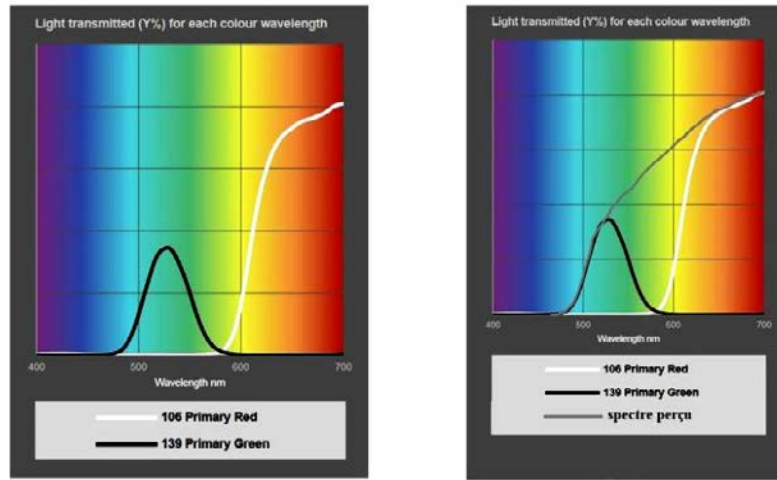 Light transmitted (Y%) for each colour wavelength
400 500 600 700
Wavelength nm
106 Primary Red
139 Primary Green
Light transmitted (Y%) for each colour wavelength
400 500 600 700
Wavelength nm
106 Primary Red
139 Primary Green
spectre perçu